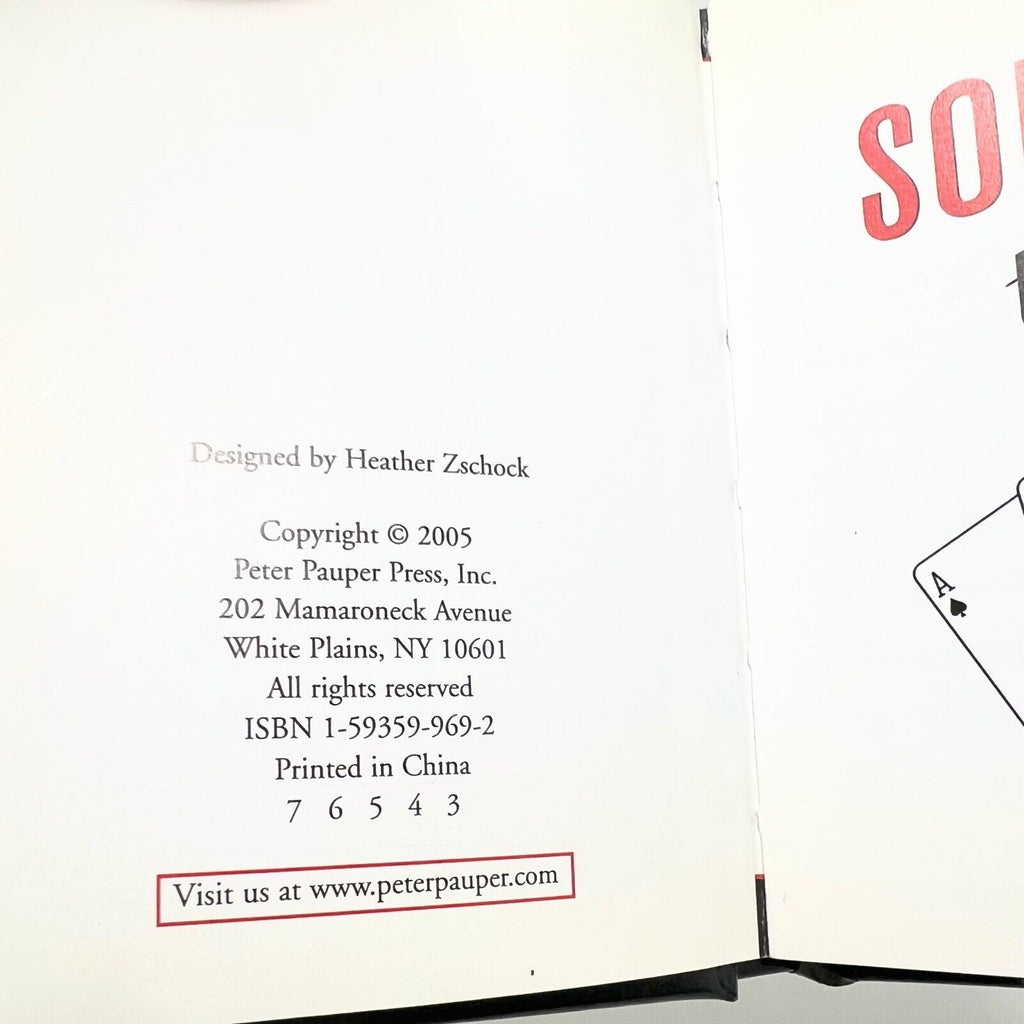 Designed by Heather Zschock
Copyright © 2005
Peter Pauper Press, Inc.
202 Mamaroneck Avenue
White Plains, NY 10601
All rights reserved
ISBN 1-59359-969-2
Printed in China
7 6 5 4 3
Visit us at www.peterpauper.com
SO
A